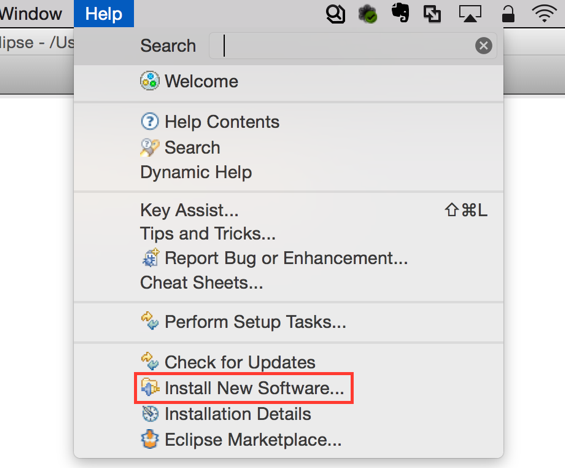 Window Help
clipse - /Us
Search
Welcome
Help Contents
Search
Dynamic Help
Key Assist... ⇧⌘L
Tips and Tricks...
Report Bug or Enhancement...
Cheat Sheets...
Perform Setup Tasks...
Check for Updates
Install New Software...
Installation Details
Eclipse Marketplace...